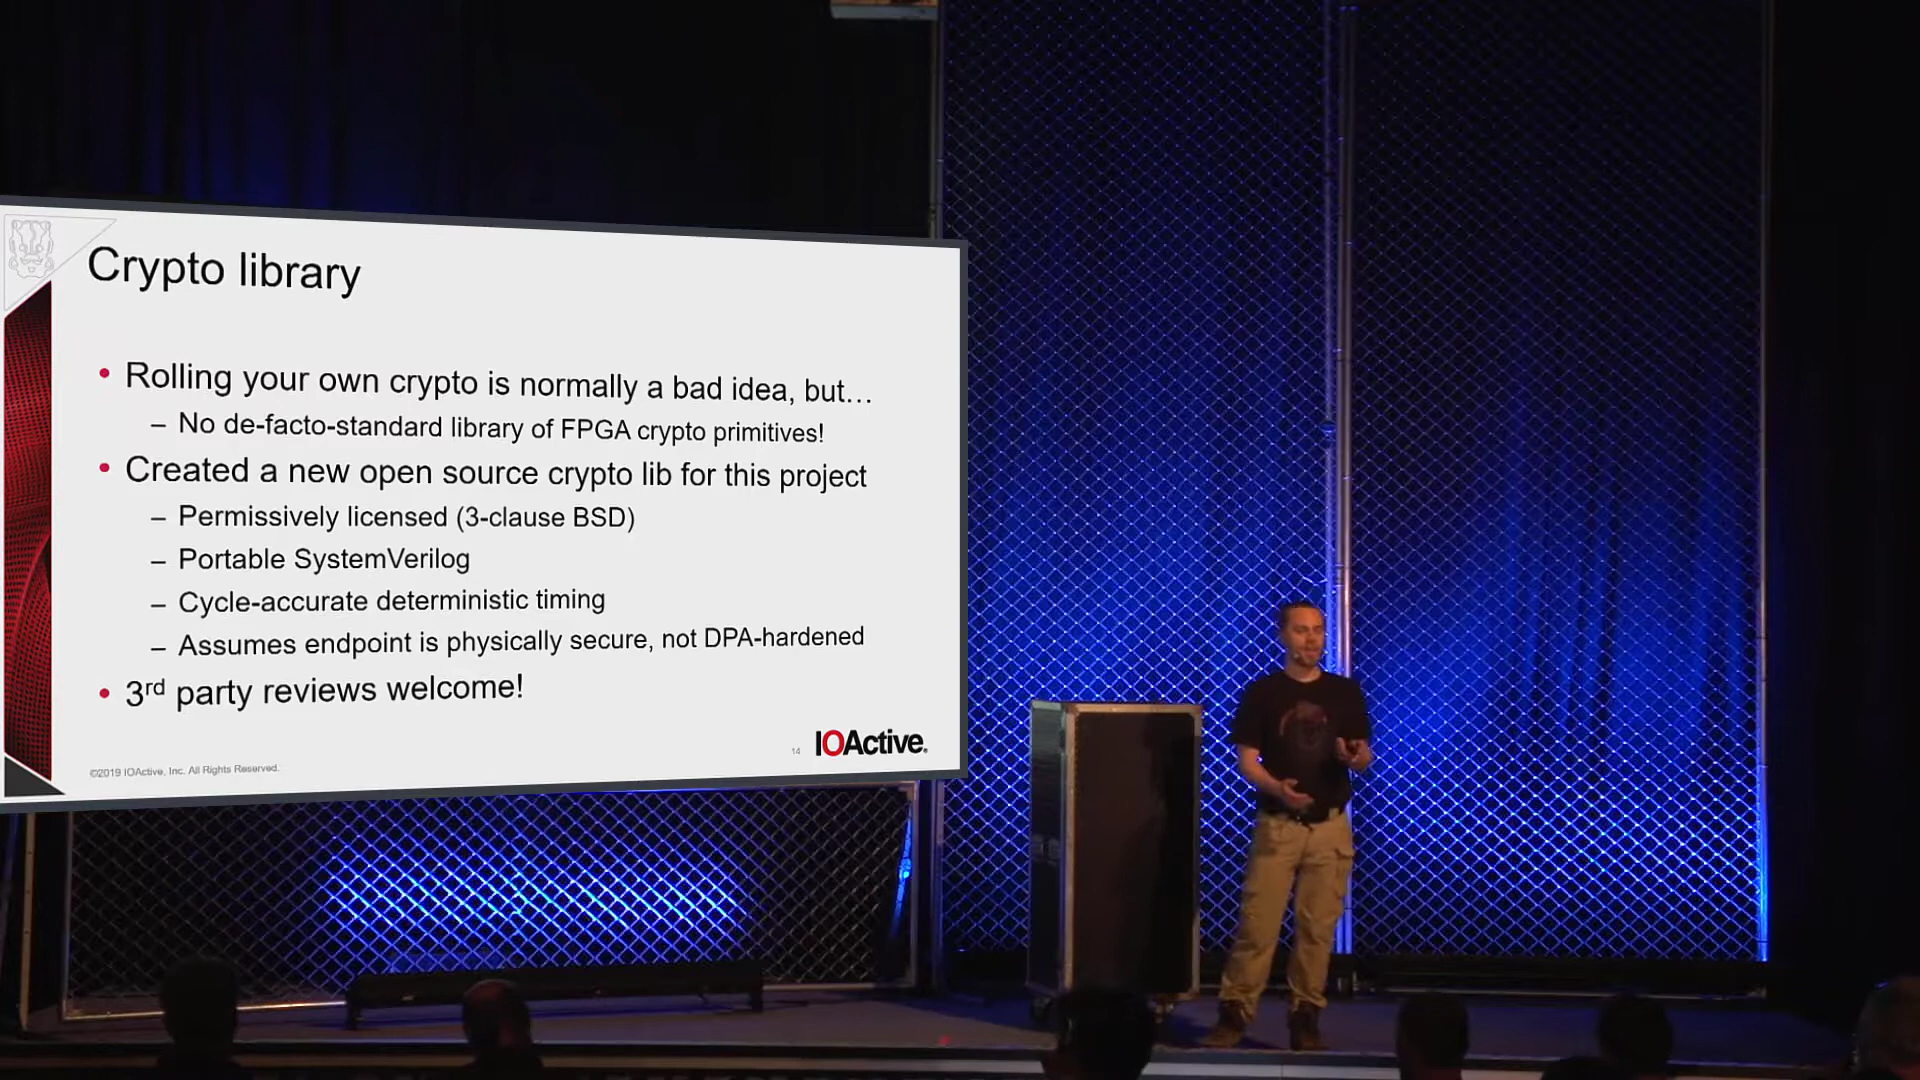 Crypto library
• Rolling your own crypto is normally a bad idea, but…
– No de-facto-standard library of FPGA crypto primitives!
• Created a new open source crypto lib for this project
– Permissively licensed (3-clause BSD)
– Portable SystemVerilog
– Cycle-accurate deterministic timing
– Assumes endpoint is physically secure, not DPA-hardened
• 3rd party reviews welcome!
14 IOActive®
©2019 IOActive, Inc. All Rights Reserved.